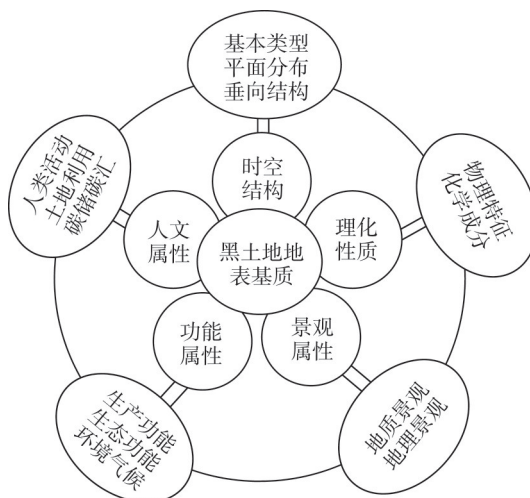 基本类型
平面分布
垂向结构
时空
结构
人类活动
土地利用
碳储碳汇
人文
属性
黑土地地
表基质
理化
性质
物理特征
化学成分
功能
属性
景观
属性
生产功能
生态功能
环境气候
地质景观
地理景观